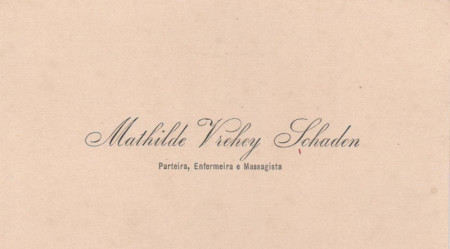 Mathilde Vrehey Schaden
Parteira, Enfermeira e Massagista